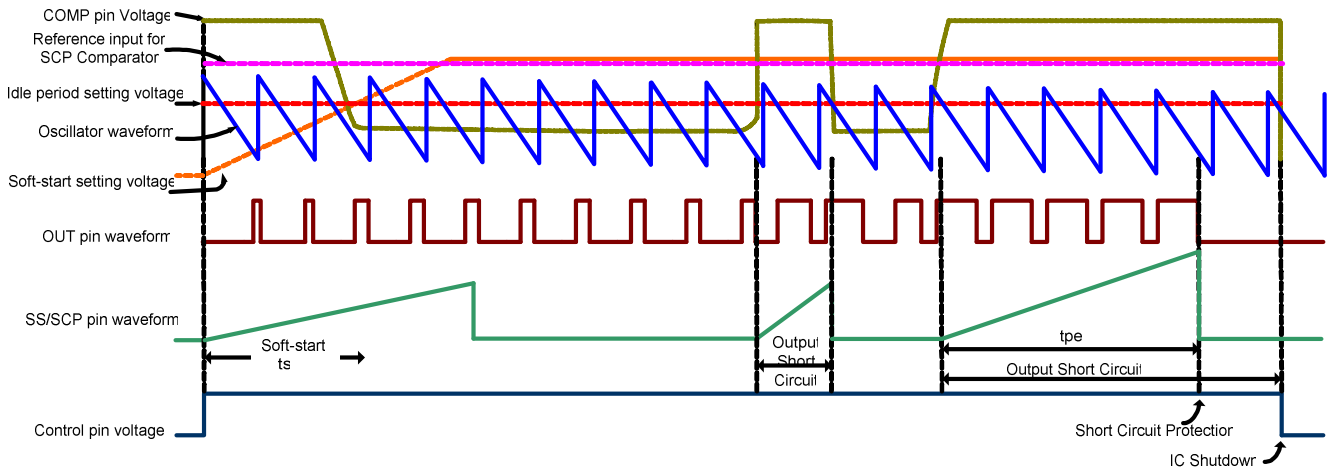 COMP pin Voltage
Reference input for
SCP Comparator
Idle period setting voltage
Oscillator waveform
Soft-start setting voltage
OUT pin waveform
SS/SCP pin waveform
Soft-start
ts
Output
Short
Circuit
tpe
Output Short Circuit
Control pin voltage
Short Circuit Protectior
IC Shutdowr